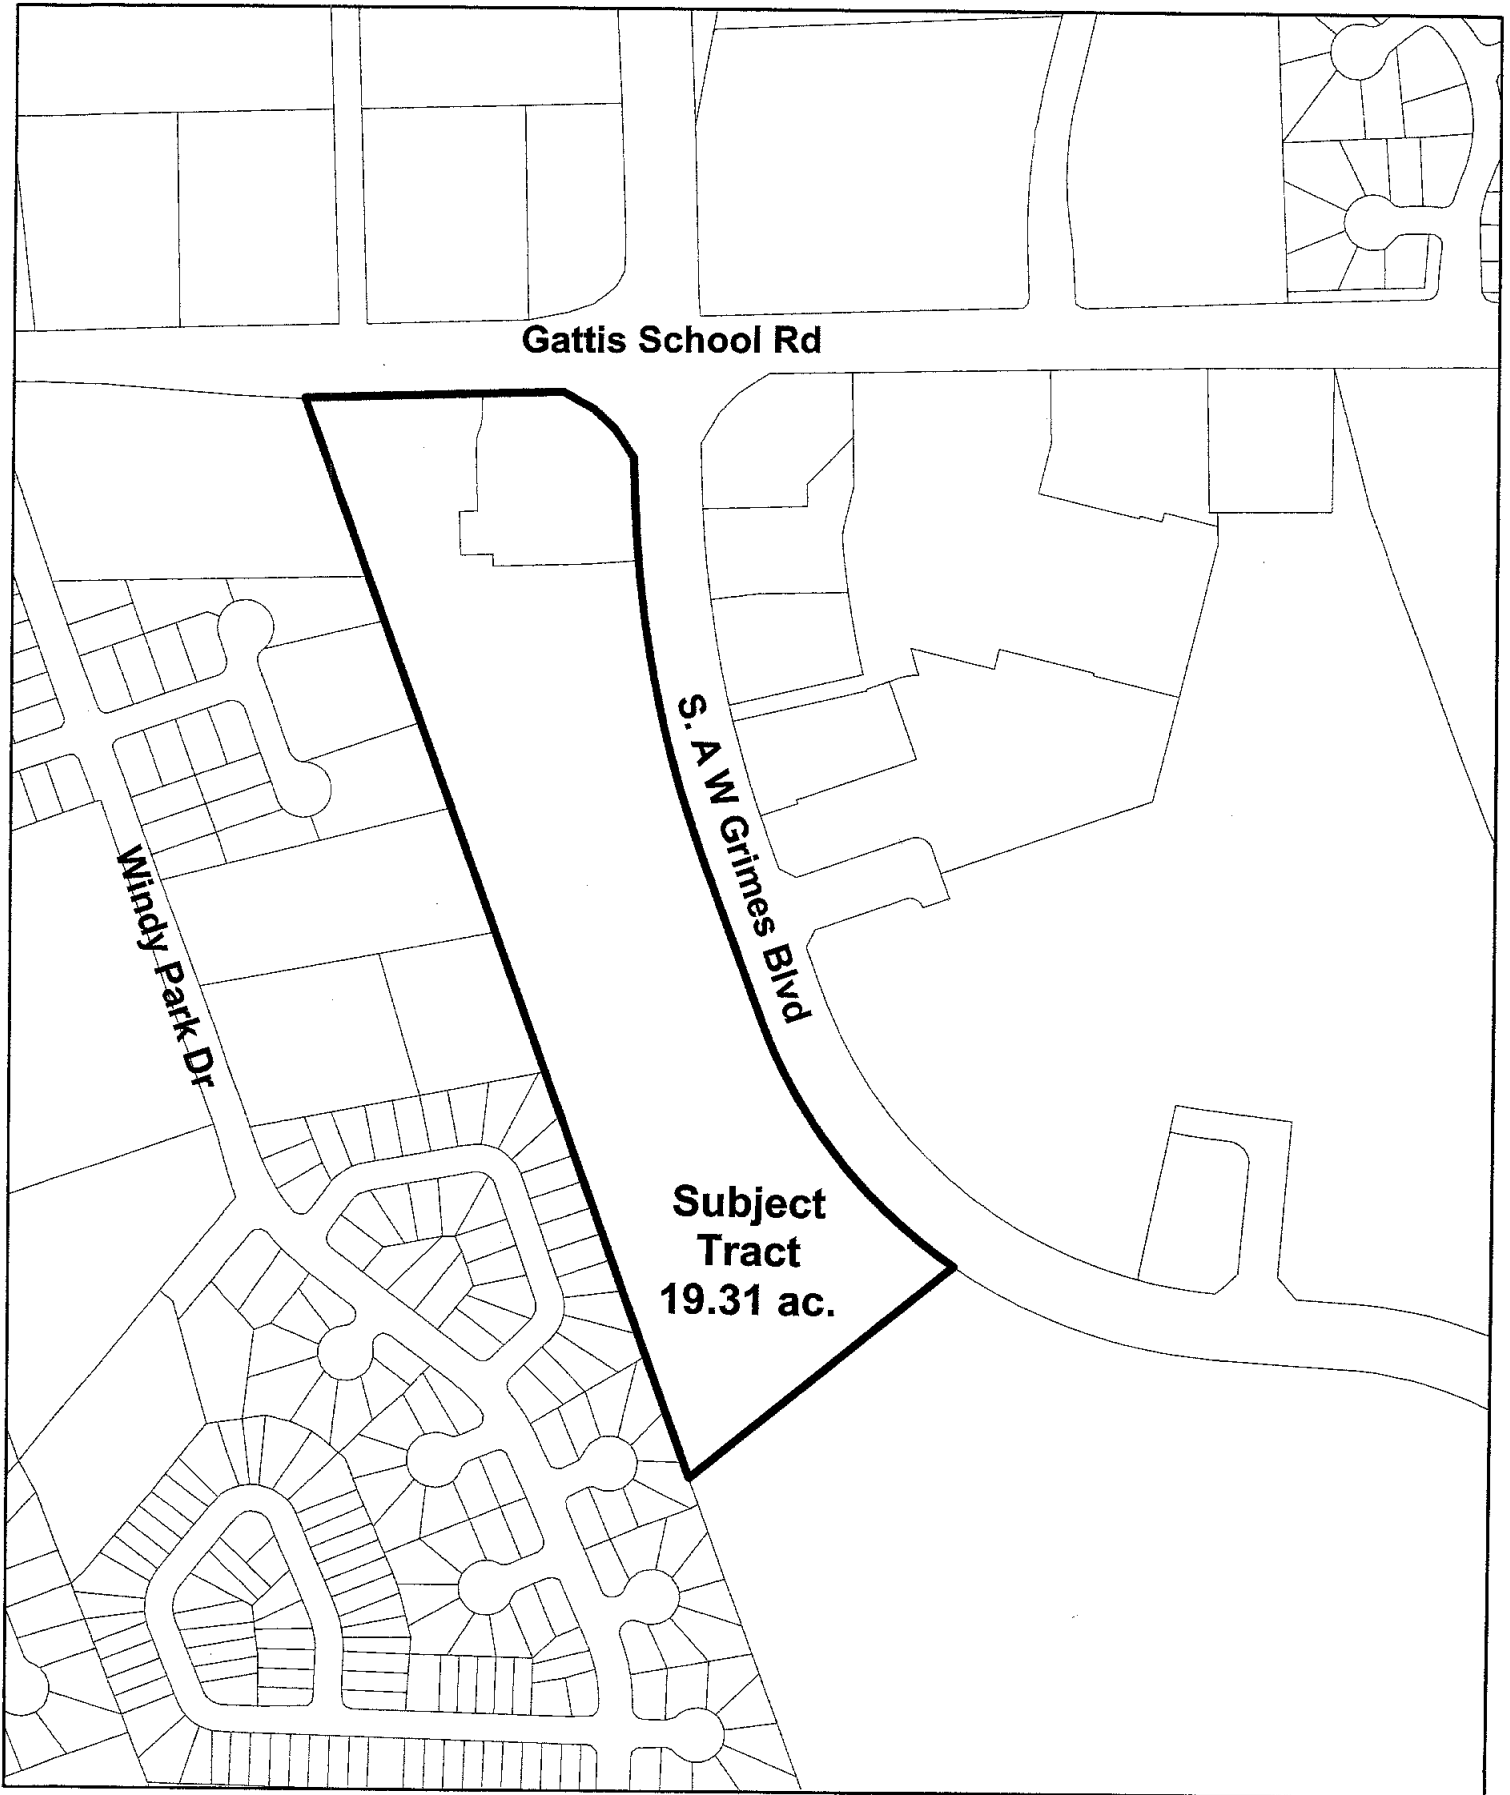 Gattis School Rd
S. A W Grimes Blvd
Windy Park Dr
Subject
Tract
19.31 ac.